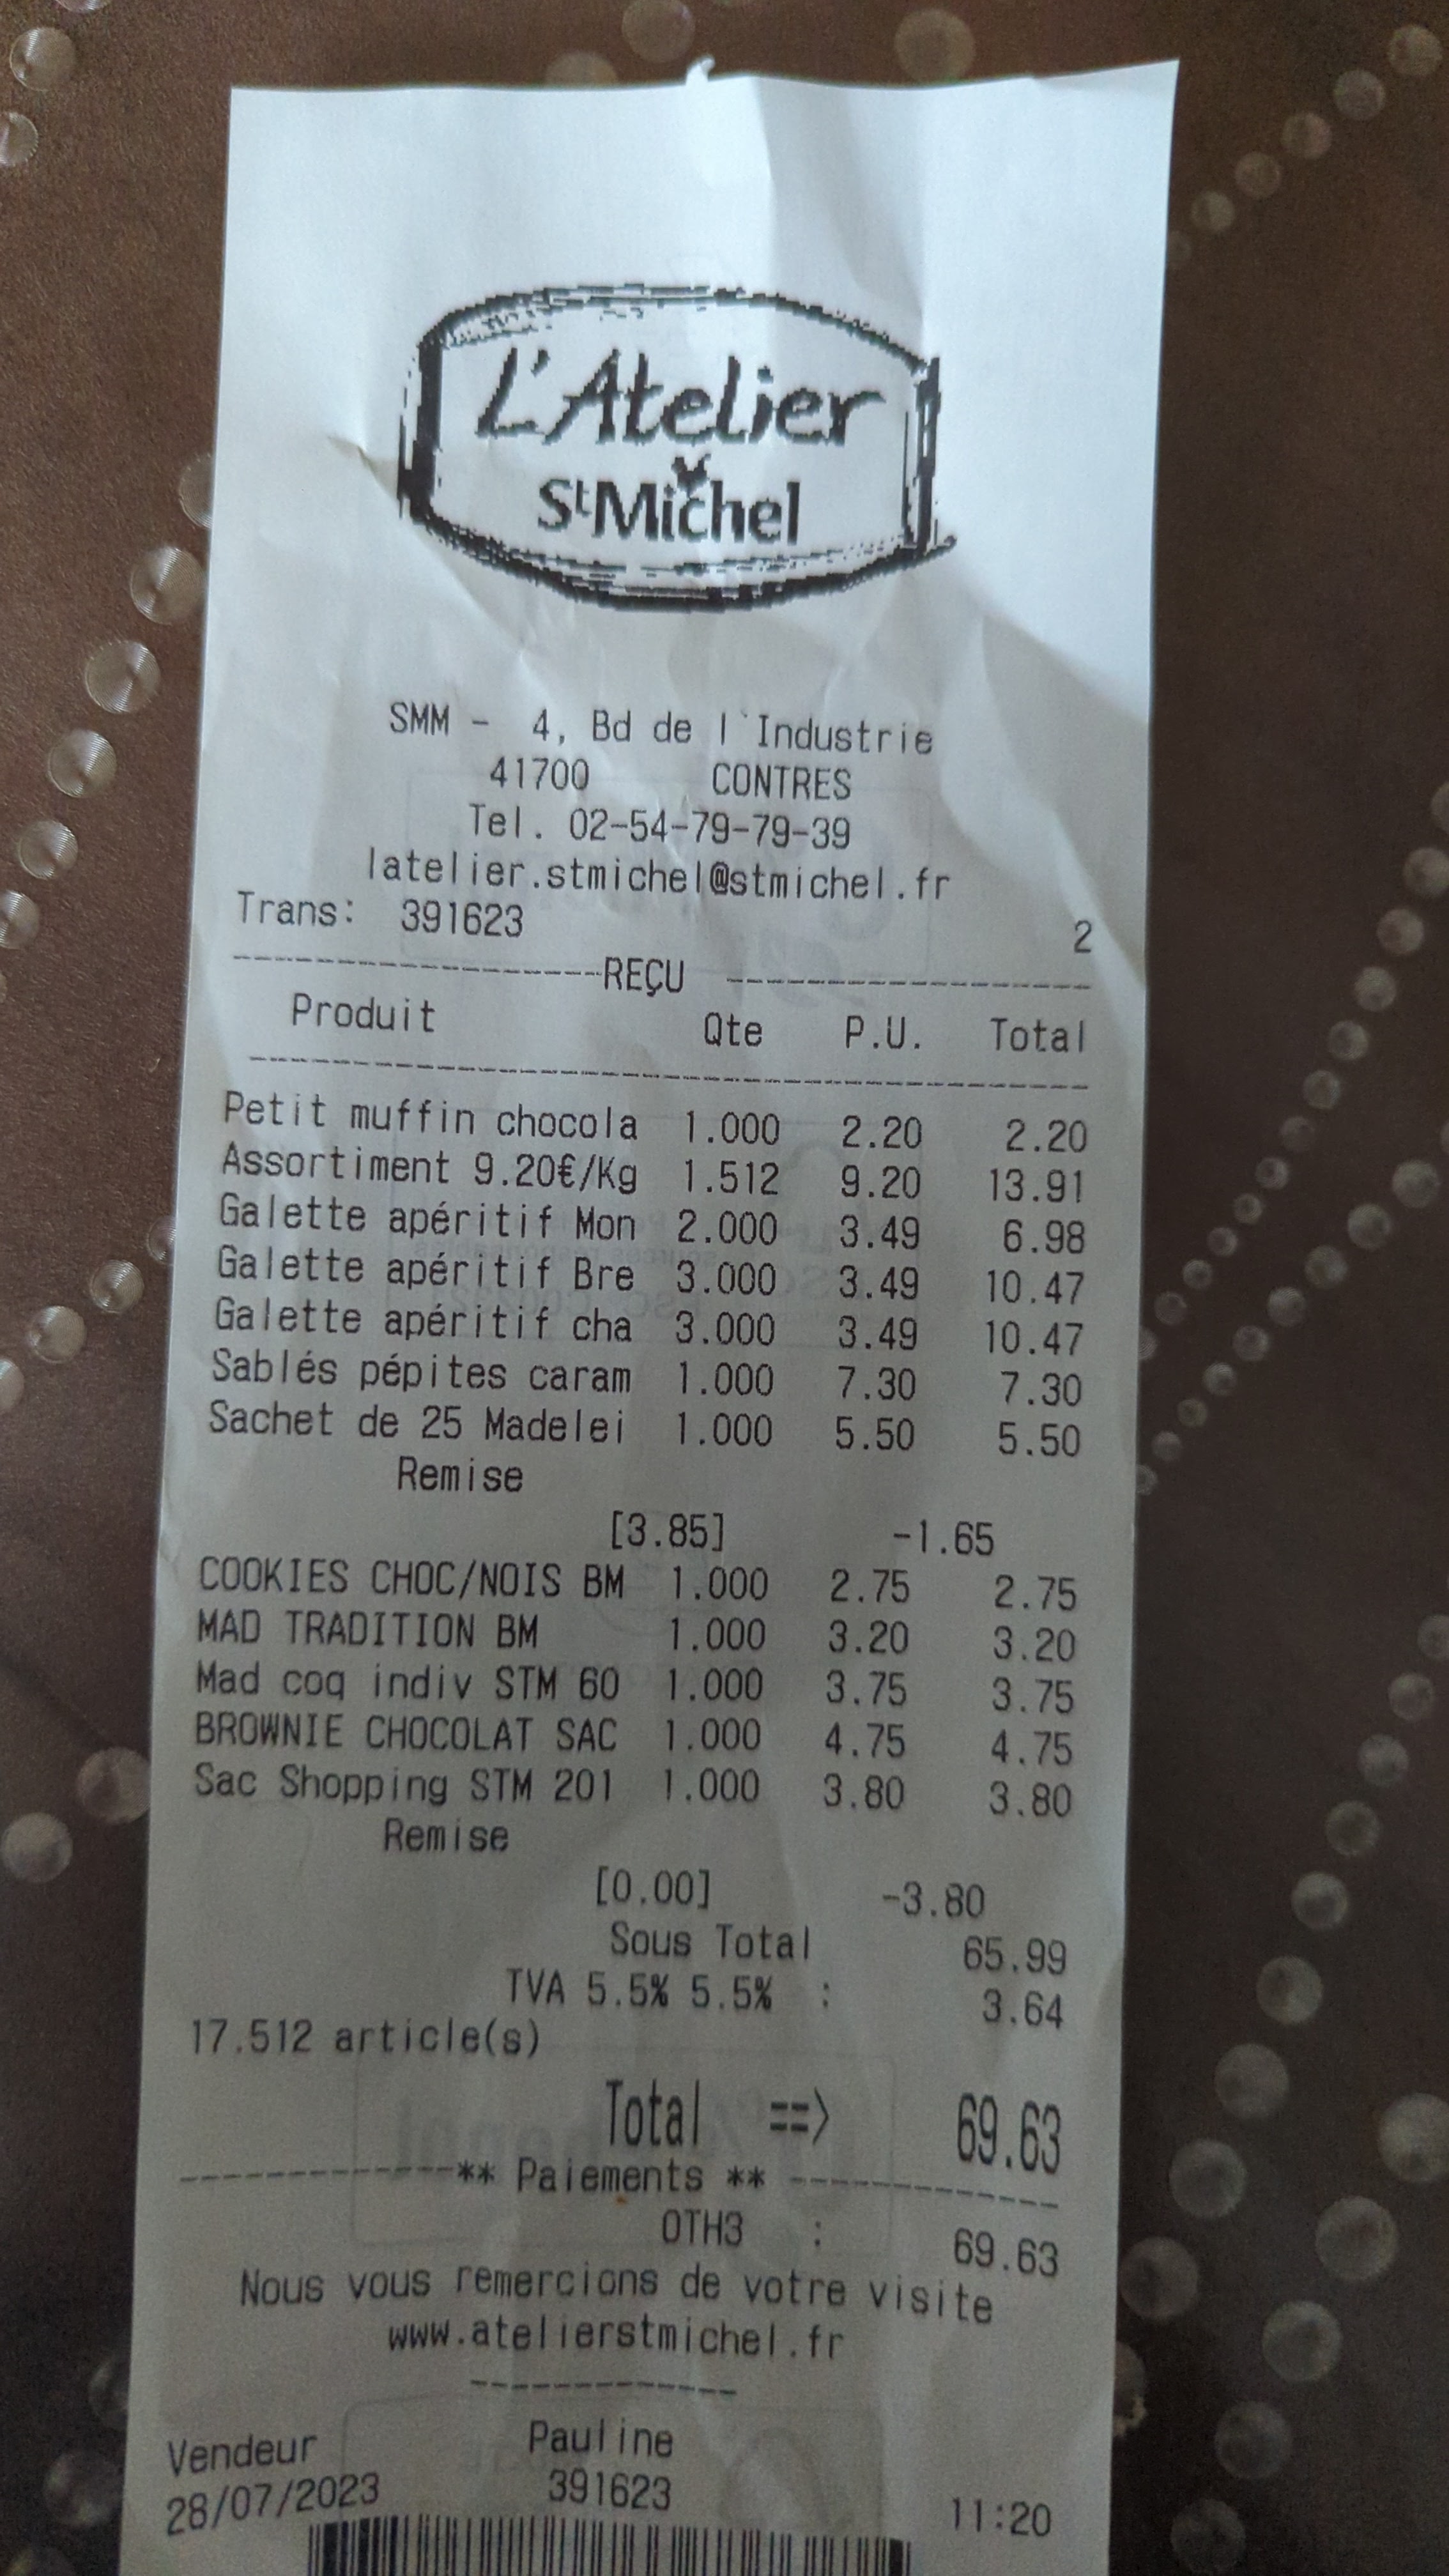 L'Atelier
St Michel
SMM - 4, Bd de l`Industrie
41700 CONTRES
Tel. 02-54-79-79-39
latelier.stmichel@stmichel.fr
Trans: 391623 2
-----------------REÇU -----------------
Produit Qte P.U. Total
Petit muffin chocola 1.000 2.20 2.20
Assortiment 9.20€/Kg 1.512 9.20 13.91
Galette apéritif Mon 2.000 3.49 6.98
Galette apéritif Bre 3.000 3.49 10.47
Galette apéritif cha 3.000 3.49 10.47
Sablés pépites caram 1.000 7.30 7.30
Sachet de 25 Madelei 1.000 5.50 5.50
Remise
[3.85] -1.65
COOKIES CHOC/NOIS BM 1.000 2.75 2.75
MAD TRADITION BM 1.000 3.20 3.20
Mad coq indiv STM 60 1.000 3.75 3.75
BROWNIE CHOCOLAT SAC 1.000 4.75 4.75
Sac Shopping STM 201 1.000 3.80 3.80
Remise
[0.00] -3.80
Sous Total 65.99
TVA 5.5% 5.5% : 3.64
17.512 article(s)
Total ==> 69.63
-------------** Paiements ** -------------
OTH3 : 69.63
Nous vous remercions de votre visite
www.atelierstmichel.fr
-------------
Vendeur Pauline
28/07/2023 391623 11:20